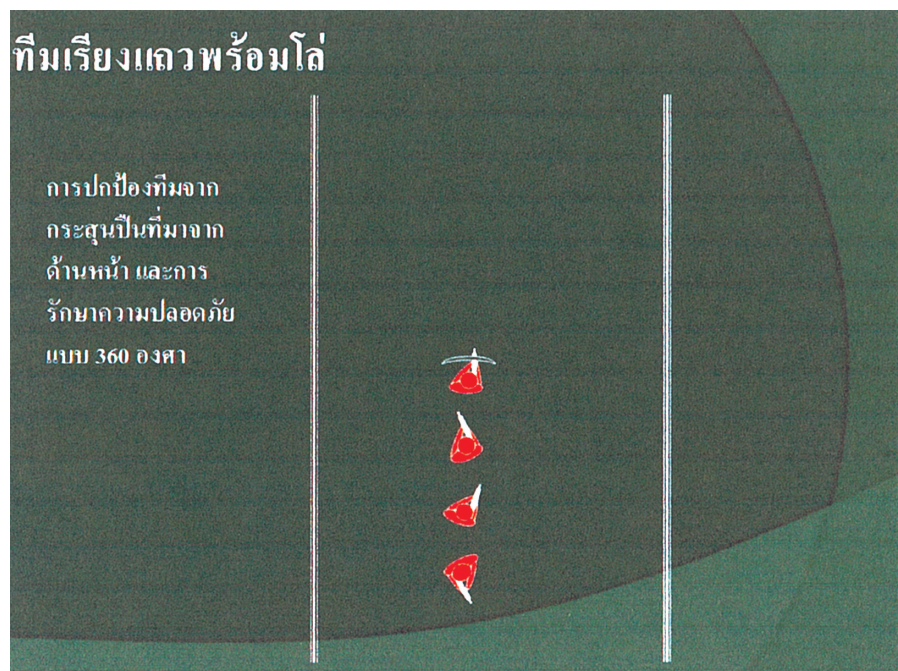 ทีมเรียงแถวพร้อมโล่
การปกป้องทีมจาก
กระสุนปืนที่มาจาก
ด้านหน้า และการ
รักษาความปลอดภัย
แบบ 360 องศา